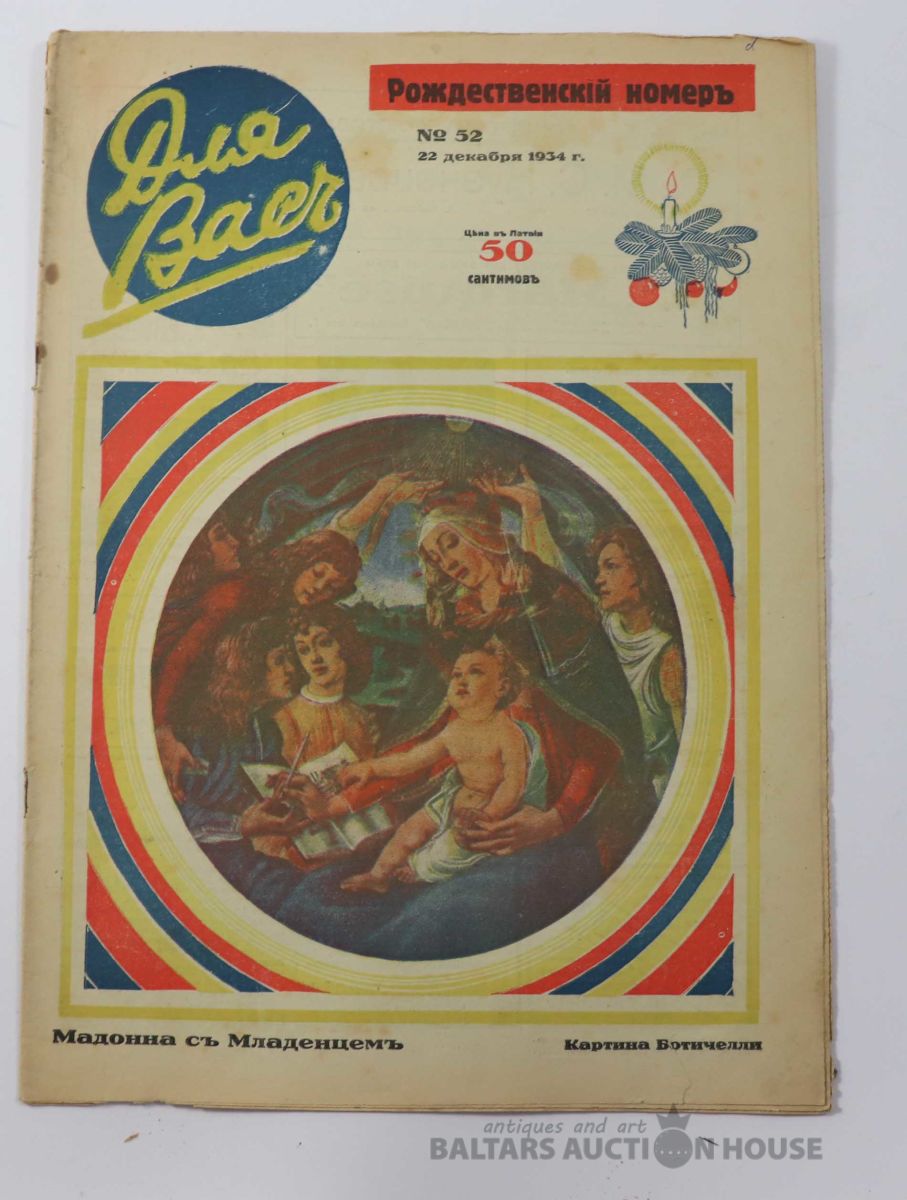 Для
Васъ
Рождественскій номеръ
№ 52
22 декабря 1934 г.
Цѣна въ Латвіи
50
сантимовъ
Мадонна съ Младенцемъ
Картина Ботичелли
antiques and art
BALTARS AUCTION HOUSE